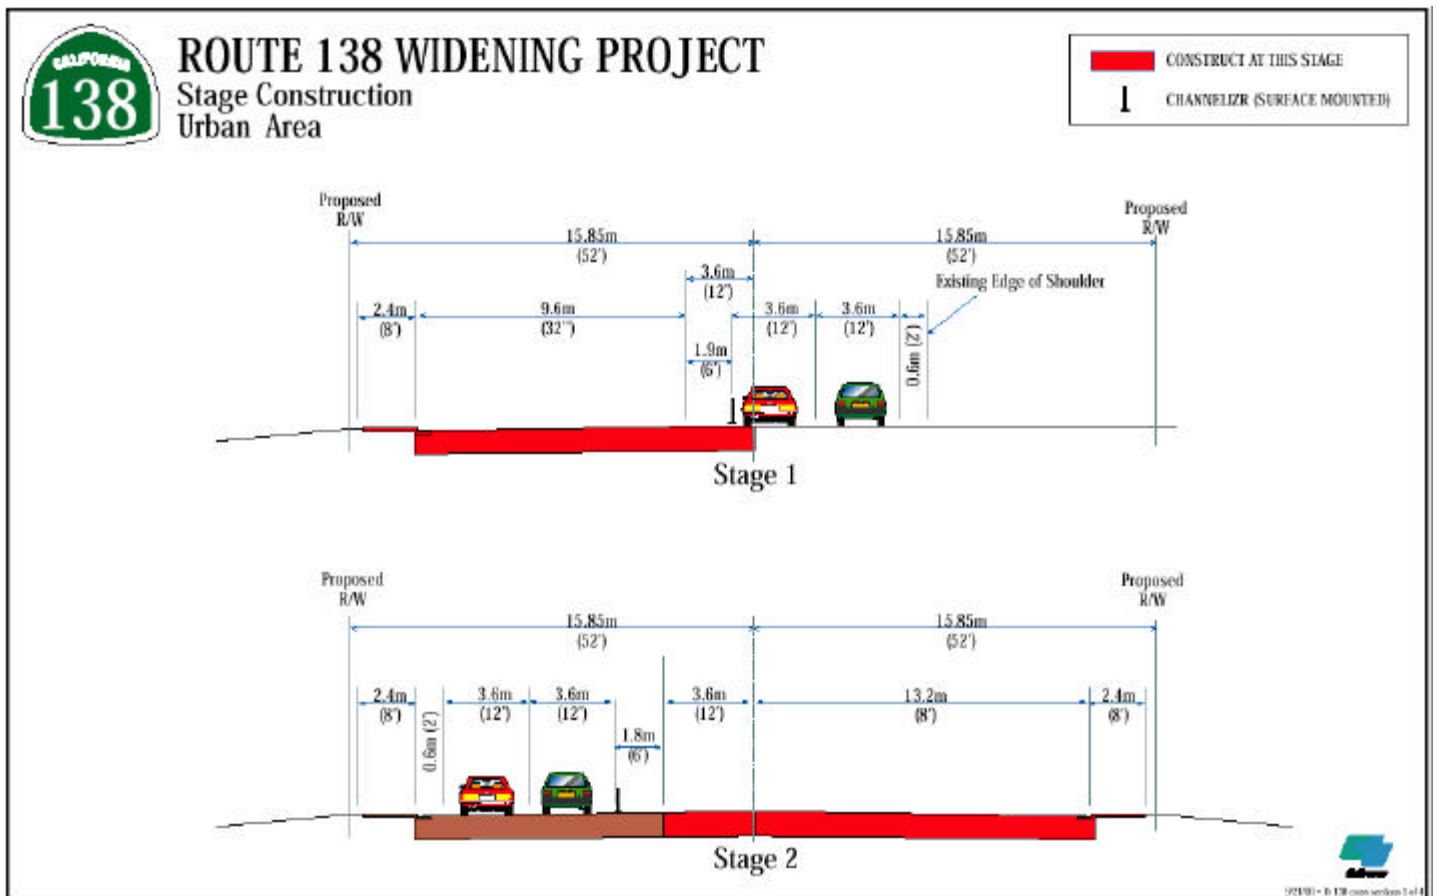 CALIFORNIA
138
ROUTE 138 WIDENING PROJECT
Stage Construction
Urban Area
CONSTRUCT AT THIS STAGE
CHANNELIZR (SURFACE MOUNTED)
Proposed
R/W
Proposed
R/W
15.85m
(52')
15.85m
(52')
3.6m
(12')
Existing Edge of Shoulder
2.4m
(8')
9.6m
(32'')
3.6m
(12')
3.6m
(12')
0.6m (2')
1.9m
(6')
Stage 1
Proposed
R/W
Proposed
R/W
15.85m
(52')
15.85m
(52')
2.4m
(8')
0.6m (2')
3.6m
(12')
3.6m
(12')
1.8m
(6')
3.6m
(12')
13.2m
(8')
2.4m
(8')
Stage 2